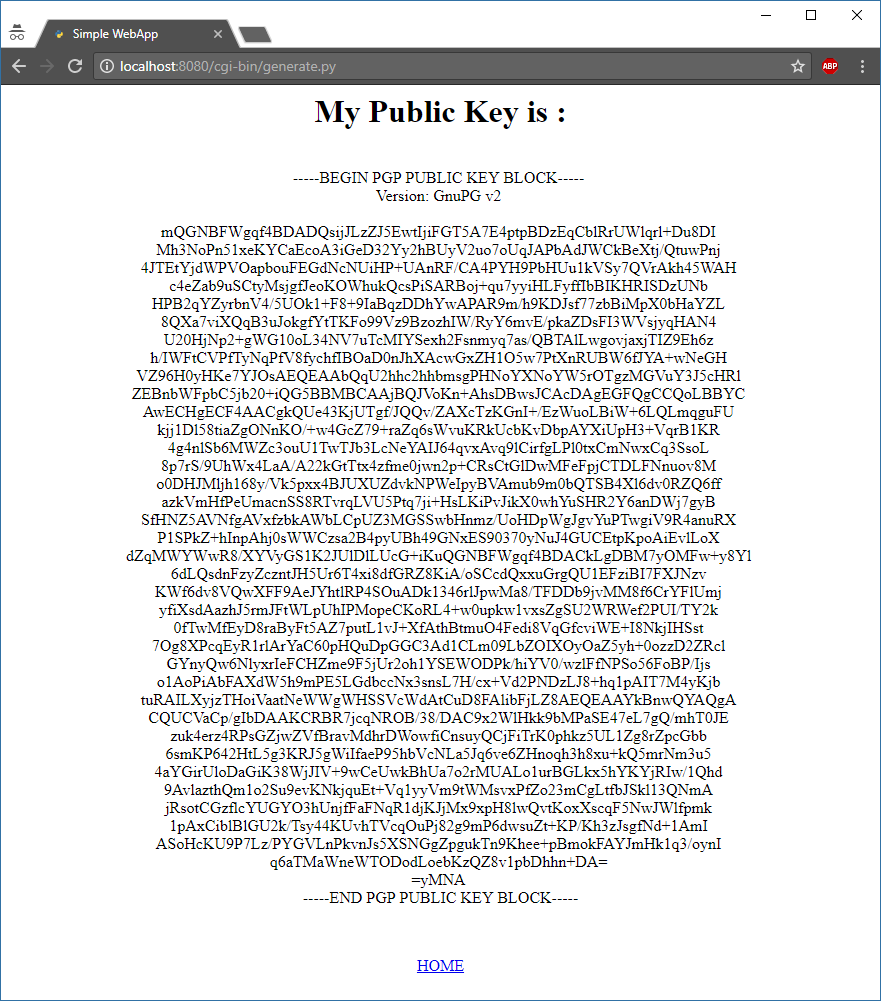 Simple WebApp
localhost:8080/cgi-bin/generate.py
ABP
My Public Key is :
-----BEGIN PGP PUBLIC KEY BLOCK-----
Version: GnuPG v2
mQGNBFWgqf4BDADQsijJLzZJ5EwtIjiFGT5A7E4ptpBDzEqCblRrUWlqrl+Du8DI
Mh3NoPn51xeKYCaEcoA3iGeD32Yy2hBUyV2uo7oUqJAPbAdJWCkBeXtj/QtuwPnj
4JTEtYjdWPVOapbouFEGdNcNUiHP+UAnRF/CA4PYH9PbHUu1kVSy7QVrAkh45WAH
c4eZab9uSCtyMsjgfJeoKOWhukQcsPiSARBoj+qu7yyiHLFyffIbBIKHRISDzUNb
HPB2qYZyrbnV4/5UOk1+F8+9IaBqzDDhYwAPAR9m/h9KDJsf77zbBiMpX0bHaYZL
8QXa7viXQqB3uJokgfYtTKFo99Vz9BzozhIW/RyY6mvE/pkaZDsFI3WVsjyqHAN4
U20HjNp2+gWG10oL34NV7uTcMIYSexh2Fsnmyq7as/QBTAlLwgovjaxjTIZ9Eh6z
h/IWFtCVPfTyNqPfV8fychfIBOaD0nJhXAcwGxZH1O5w7PtXnRUBW6fJYA+wNeGH
VZ96H0yHKe7YJOsAEQEAAbQqU2hhc2hhbmsgPHNoYXNoYW5rOTgzMGVuY3J5cHRl
ZEBnbWFpbC5jb20+iQG5BBMBCAAjBQJVoKn+AhsDBwsJCAcDAgEGFQgCCQoLBBYC
AwECHgECF4AACgkQUe43KjUTgf/JQQv/ZAXcTzKGnI+/EzWuoLBiW+6LQLmqguFU
kjj1Dl58tiaZgONnKO/+w4GcZ79+raZq6sWvuKRkUcbKvDbpAYXiUpH3+VqrB1KR
4g4nlSb6MWZc3ouU1TwTJb3LcNeYAIJ64qvxAvq9lCirfgLPl0txCmNwxCq3SsoL
8p7rS/9UhWx4LaA/A22kGtTtx4zfme0jwn2p+CRsCtGlDwMFeFpjCTDLFNnuov8M
o0DHJMljh168y/Vk5pxx4BJUXUZdvkNPWeIpyBVAmub9m0bQTSB4Xl6dv0RZQ6ff
azkVmHfPeUmacnSS8RTvrqLVU5Ptq7ji+HsLKiPvJikX0whYuSHR2Y6anDWj7gyB
SfHNZ5AVNfgAVxfzbkAWbLCpUZ3MGSSwbHnmz/UoHDpWgJgvYuPTwgiV9R4anuRX
P1SPkZ+hInpAhj0sWWCzsa2B4pyUBh49GNxES90370yNuJ4GUCEtpKpoAiEvlLoX
dZqMWYWwR8/XYVyGS1K2JUlDlLUcG+iKuQGNBFWgqf4BDACkLgDBM7yOMFw+y8Yl
6dLQsdnFzyZczntJH5Ur6T4xi8dfGRZ8KiA/oSCcdQxxuGrgQU1EFziBI7FXJNzv
KWf6dv8VQwXFF9AeJYhtlRP4SOuADk1346rlJpwMa8/TFDDb9jvMM8f6CrYFlUmj
yfiXsdAazhJ5rmJFtWLpUhIPMopeCKoRL4+w0upkw1vxsZgSU2WRWef2PUI/TY2k
0fTwMfEyD8raByFt5AZ7putL1vJ+XfAthBtmuO4Fedi8VqGfcviWE+I8NkjIHSst
7Og8XPcqEyR1rlArYaC60pHQuDpGGC3Ad1CLm09LbZOIXOyOaZ5yh+0ozzD2ZRcl
GYnyQw6NlyxrIeFCHZme9F5jUr2oh1YSEWODPk/hiYV0/wzlFfNPSo56FoBP/Ijs
o1AoPiAbFAXdW5h9mPE5LGdbccNx3snsL7H/cx+Vd2PNDzLJ8+hq1pAIT7M4yKjb
tuRAILXyjzTHoiVaatNeWWgWHSSVcWdAtCuD8FAlibFjLZ8AEQEAAYkBnwQYAQgA
CQUCVaCp/gIbDAAKCRBR7jcqNROB/38/DAC9x2WlHkk9bMPaSE47eL7gQ/mhT0JE
zuk4erz4RPsGZjwZVfBravMdhrDWowfiCnsuyQCjFiTrK0phkz5UL1Zg8rZpcGbb
6smKP642HtL5g3KRJ5gWiIfaeP95hbVcNLa5Jq6ve6ZHnoqh3h8xu+kQ5mrNm3u5
4aYGirUloDaGiK38WjJIV+9wCeUwkBhUa7o2rMUALo1urBGLkx5hYKYjRIw/1Qhd
9AvlazthQm1o2Su9evKNkjquEt+Vq1yyVm9tWMsvxPfZo23mCgLtfbJSkl13QNmA
jRsotCGzflcYUGYO3hUnjfFaFNqR1djKJjMx9xpH8lwQvtKoxXscqF5NwJWlfpmk
1pAxCiblBlGU2k/Tsy44KUvhTVcqOuPj82g9mP6dwsuZt+KP/Kh3zJsgfNd+1AmI
ASoHcKU9P7Lz/PYGVLnPkvnJs5XSNGgZpgukTn9Khee+pBmokFAYJmHk1q3/oynI
q6aTMaWneWTODodLoebKzQZ8v1pbDhhn+DA=
=yMNA
-----END PGP PUBLIC KEY BLOCK-----
HOME